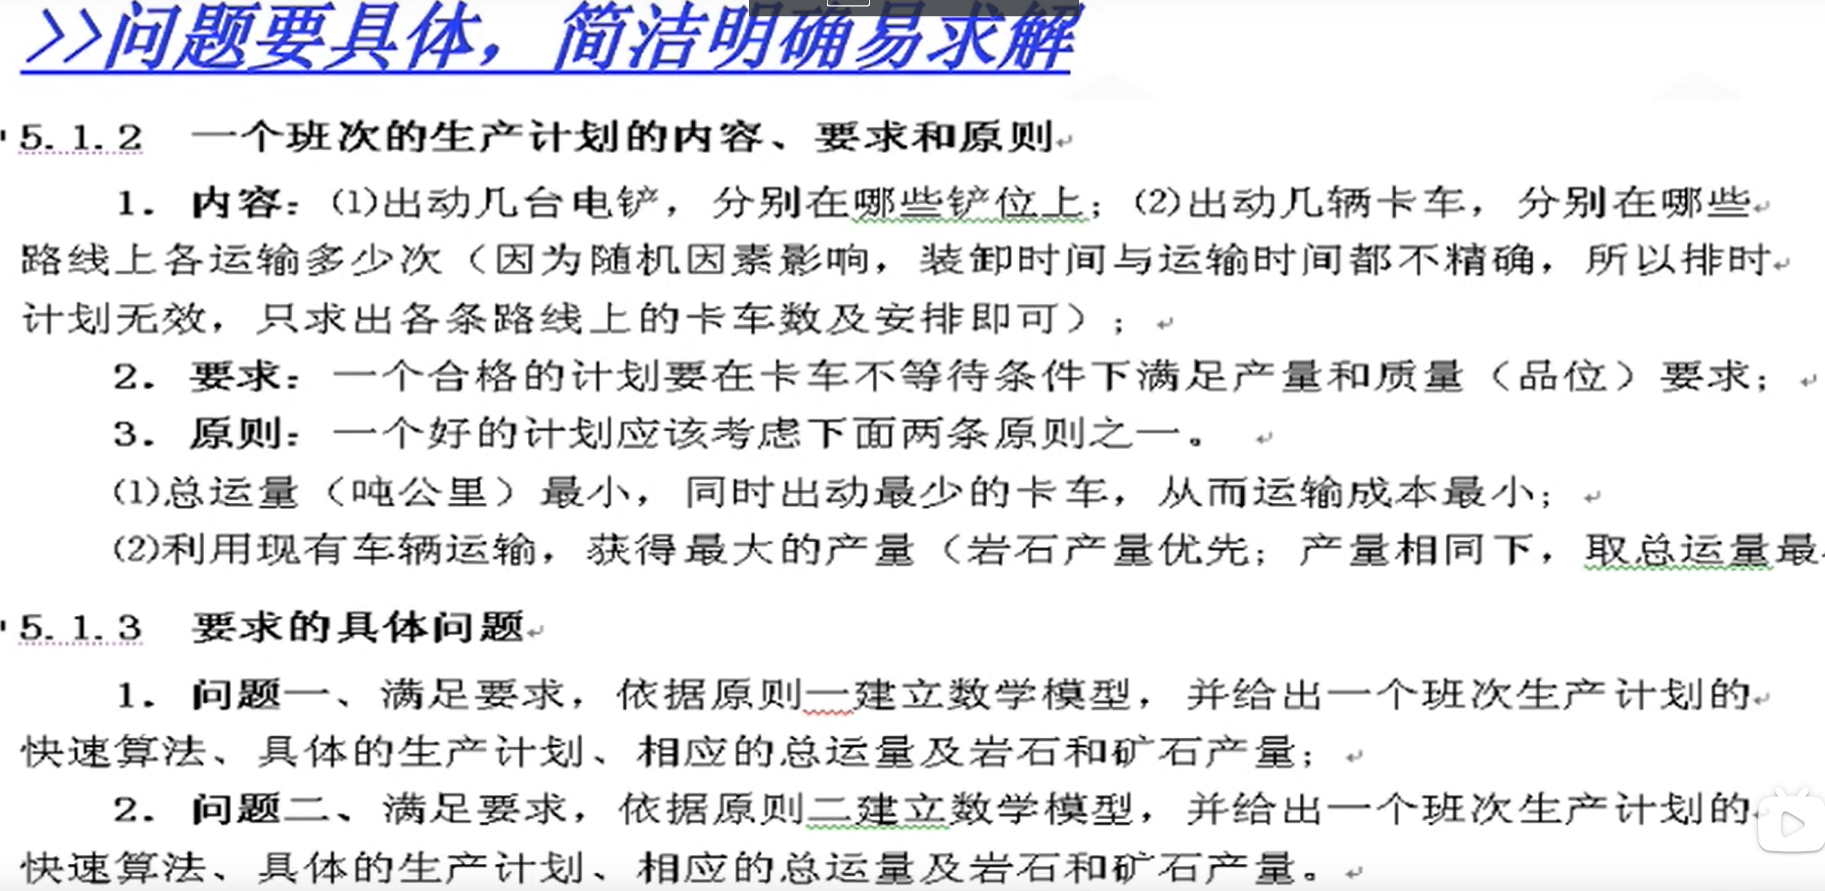 >>问题要具体，简洁明确易求解
5.1.2 一个班次的生产计划的内容、要求和原则
1. 内容：⑴出动几台电铲，分别在哪些铲位上；⑵出动几辆卡车，分别在哪些
路线上各运输多少次（因为随机因素影响，装卸时间与运输时间都不精确，所以排时
计划无效，只求出各条路线上的卡车数及安排即可）；
2. 要求：一个合格的计划要在卡车不等待条件下满足产量和质量（品位）要求；
3. 原则：一个好的计划应该考虑下面两条原则之一。
⑴总运量（吨公里）最小，同时出动最少的卡车，从而运输成本最小；
⑵利用现有车辆运输，获得最大的产量（岩石产量优先；产量相同下，取总运量最
5.1.3 要求的具体问题
1. 问题一、满足要求，依据原则一建立数学模型，并给出一个班次生产计划的
快速算法、具体的生产计划、相应的总运量及岩石和矿石产量；
2. 问题二、满足要求，依据原则二建立数学模型，并给出一个班次生产计划的
快速算法、具体的生产计划、相应的总运量及岩石和矿石产量。